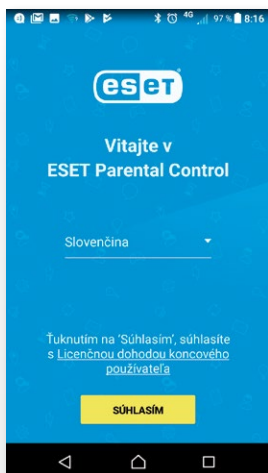 4G 97 % 8:16
eseT
Vitajte v
ESET Parental Control
Slovenčina
Ťuknutím na 'Súhlasím', súhlasíte
s Licenčnou dohodou koncového
používateľa
SÚHLASÍM